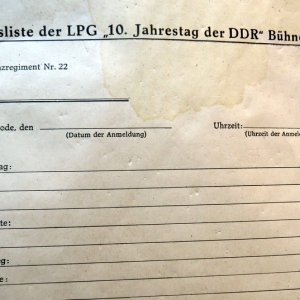 sliste der LPG „10. Jahrestag der DDR“ Bühne
zregiment Nr. 22
ode, den
Uhrzeit:
(Datum der Anmeldung)
(Uhrzeit der Anmel
ag:
te:
g:
e: